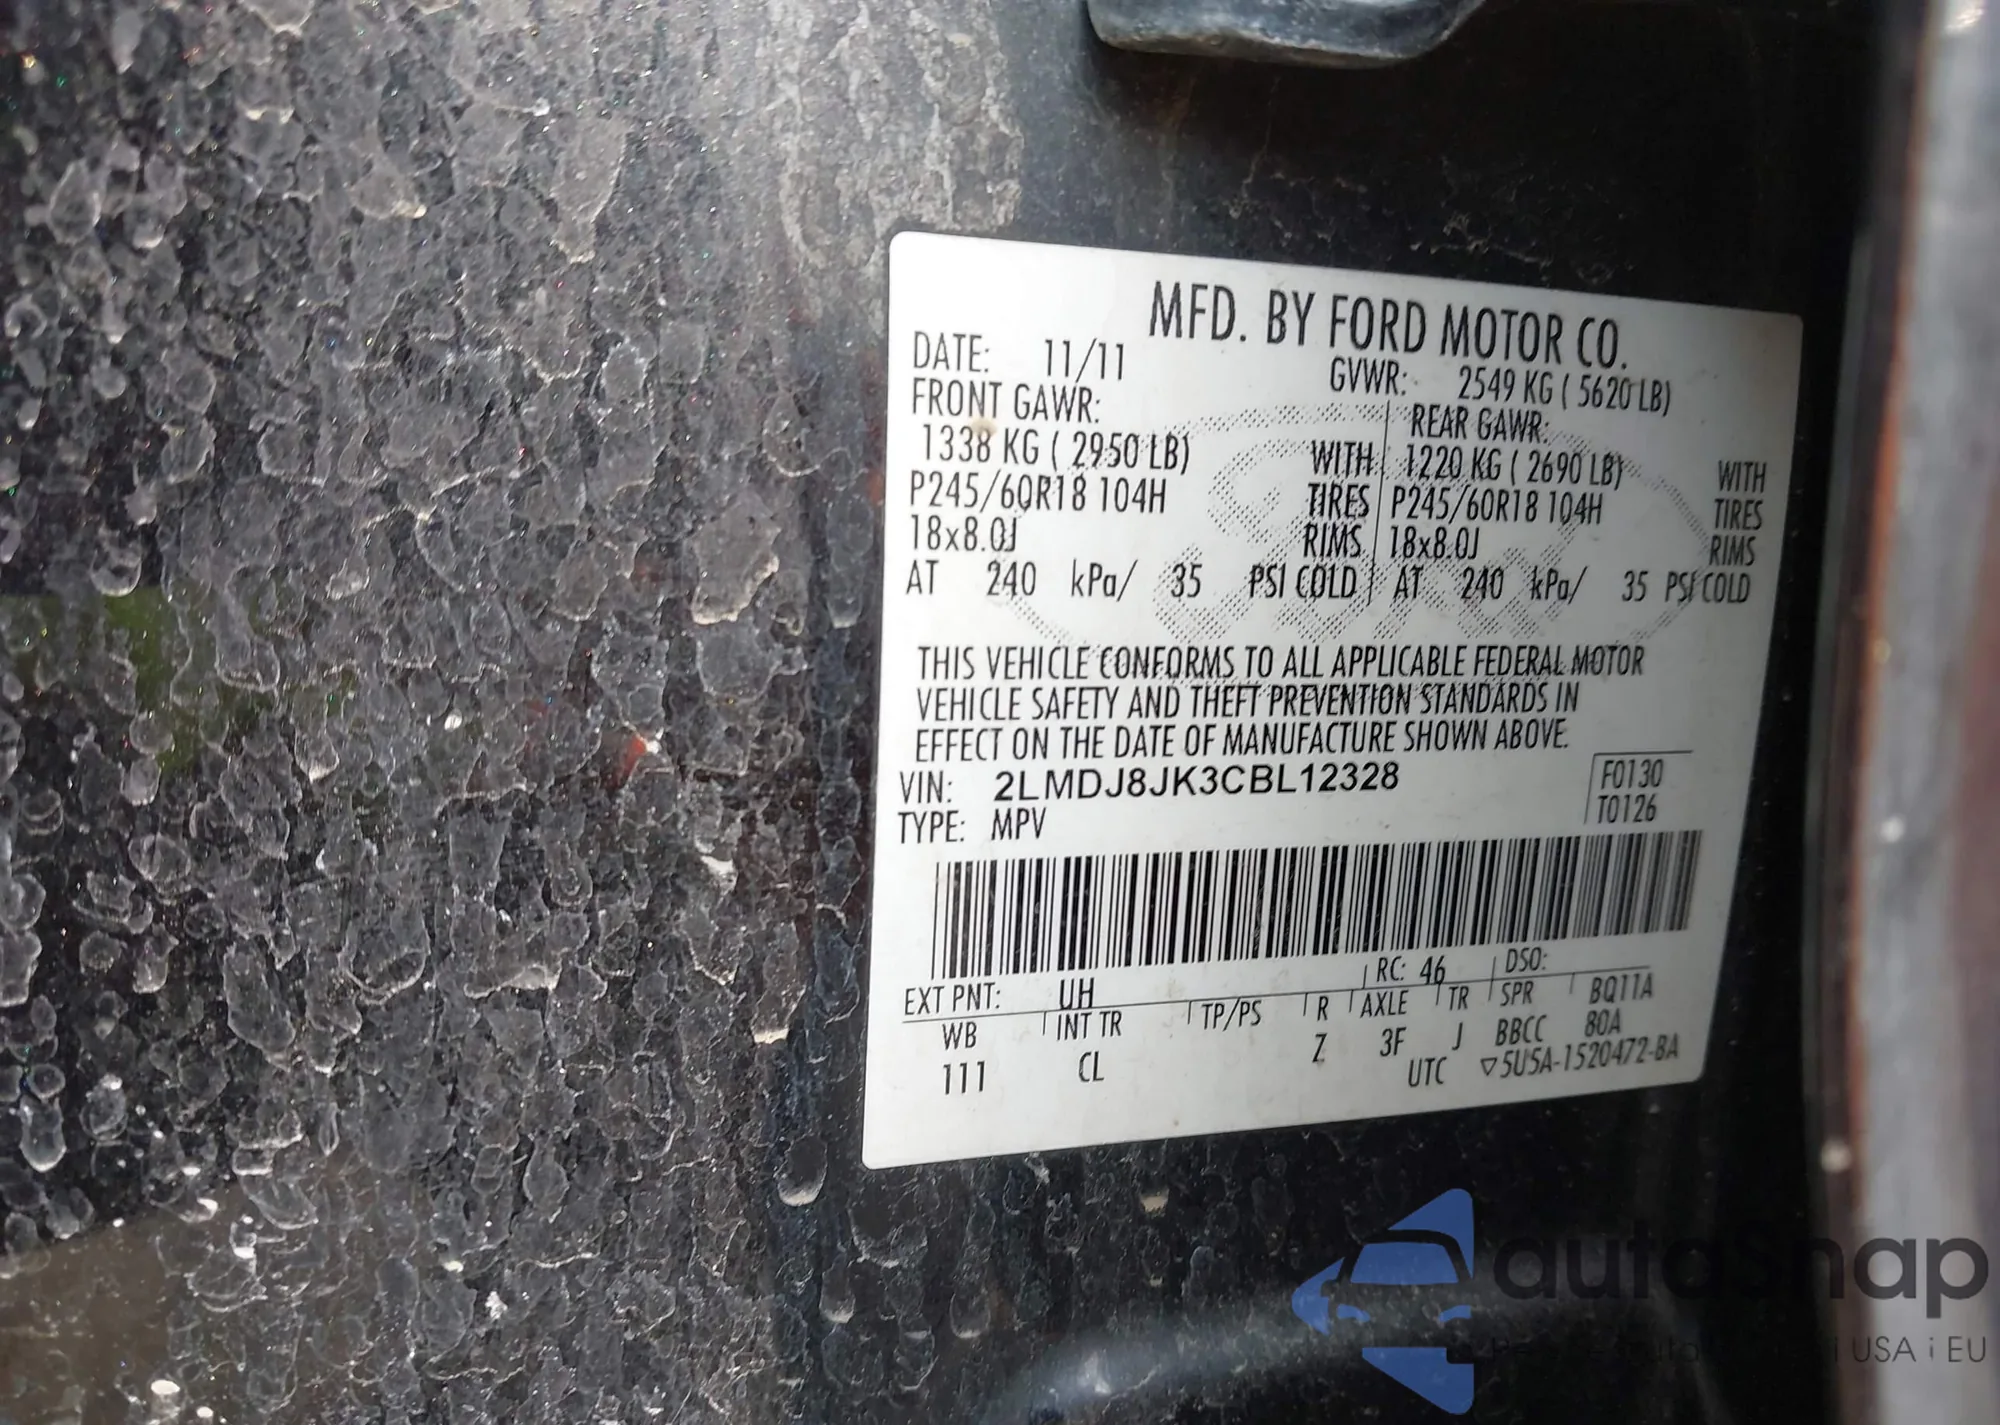 MFD. BY FORD MOTOR CO.
DATE: 11/11 GVWR: 2549 KG ( 5620 LB)
FRONT GAWR: REAR GAWR:
1338 KG ( 2950 LB) WITH 1220 KG ( 2690 LB) WITH
P245/60R18 104H TIRES P245/60R18 104H TIRES
18x8.0J RIMS 18x8.0J RIMS
AT 240 kPa/ 35 PSI COLD AT 240 kPa/ 35 PSI COLD
THIS VEHICLE CONFORMS TO ALL APPLICABLE FEDERAL MOTOR
VEHICLE SAFETY AND THEFT PREVENTION STANDARDS IN
EFFECT ON THE DATE OF MANUFACTURE SHOWN ABOVE.
VIN: 2LMDJ8JK3CBL12328 F0130
TYPE: MPV T0126
EXT PNT: UH RC: 46 DSO:
WB INT TR TP/PS R AXLE TR SPR BQ11A
111 CL Z 3F J BBCC 80A
UTC ▽5U5A-1520472-BA
autosnap
i USA i EU